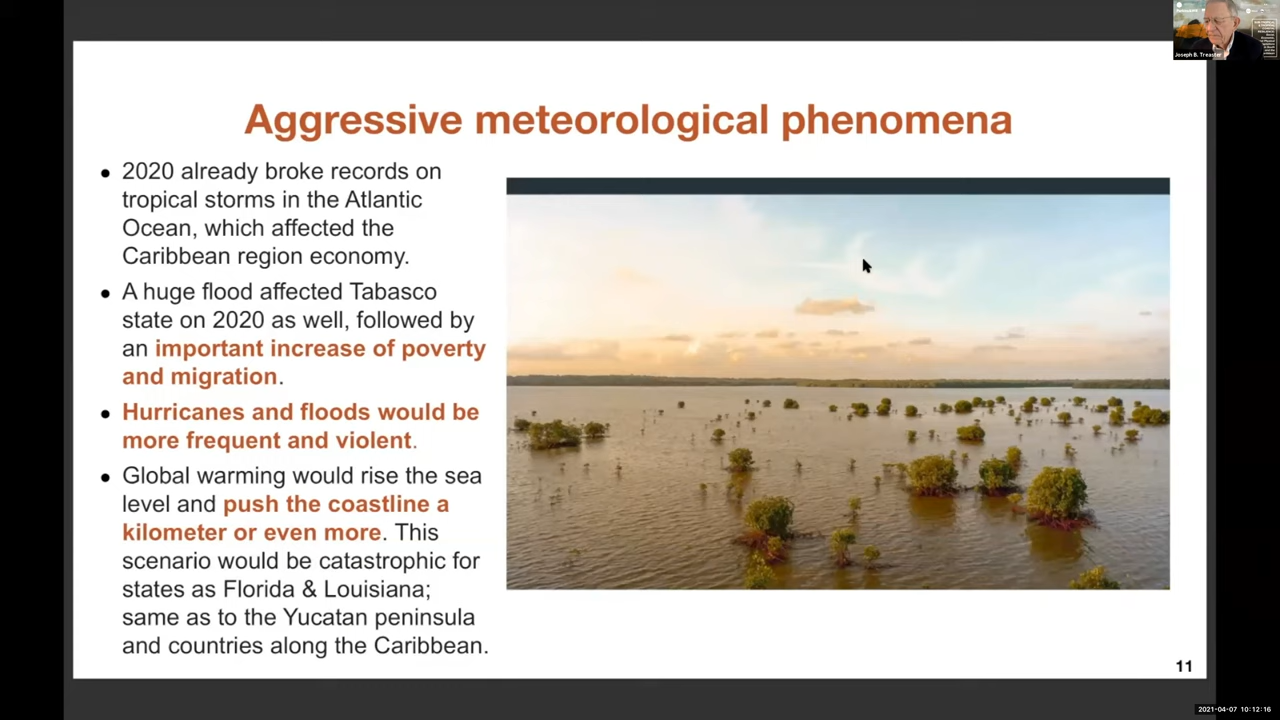 Joseph B. Treaster
Aggressive meteorological phenomena
• 2020 already broke records on
tropical storms in the Atlantic
Ocean, which affected the
Caribbean region economy.
• A huge flood affected Tabasco
state on 2020 as well, followed by
an important increase of poverty
and migration.
• Hurricanes and floods would be
more frequent and violent.
• Global warming would rise the sea
level and push the coastline a
kilometer or even more. This
scenario would be catastrophic for
states as Florida & Louisiana;
same as to the Yucatan peninsula
and countries along the Caribbean.
11
2021-04-07 10:12:16